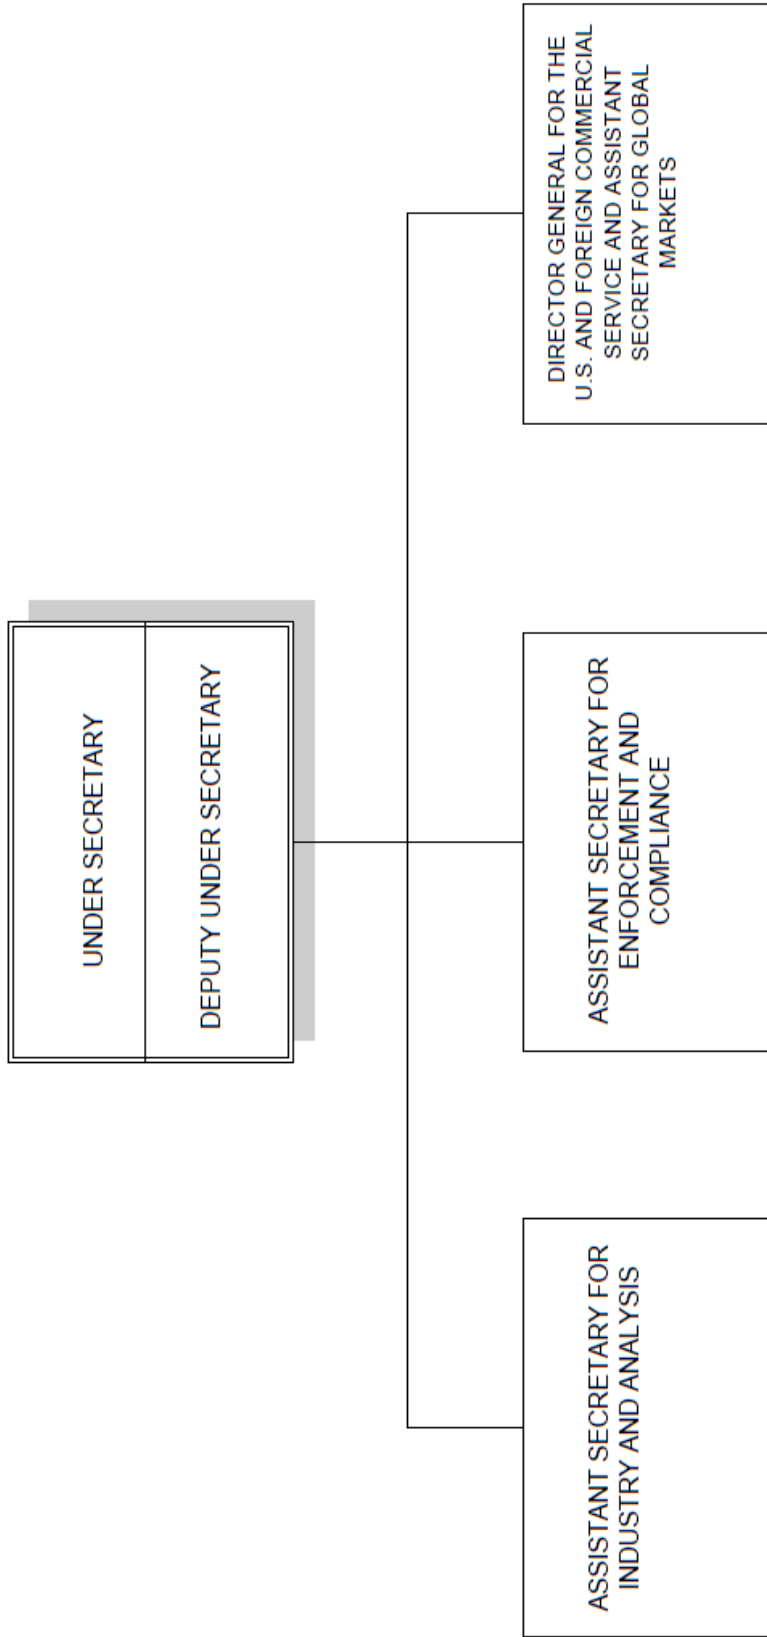 UNDER SECRETARY
DEPUTY UNDER SECRETARY
ASSISTANT SECRETARY FOR
INDUSTRY AND ANALYSIS
ASSISTANT SECRETARY FOR
ENFORCEMENT AND
COMPLIANCE
DIRECTOR GENERAL FOR THE
U.S. AND FOREIGN COMMERCIAL
SERVICE AND ASSISTANT
SECRETARY FOR GLOBAL
MARKETS